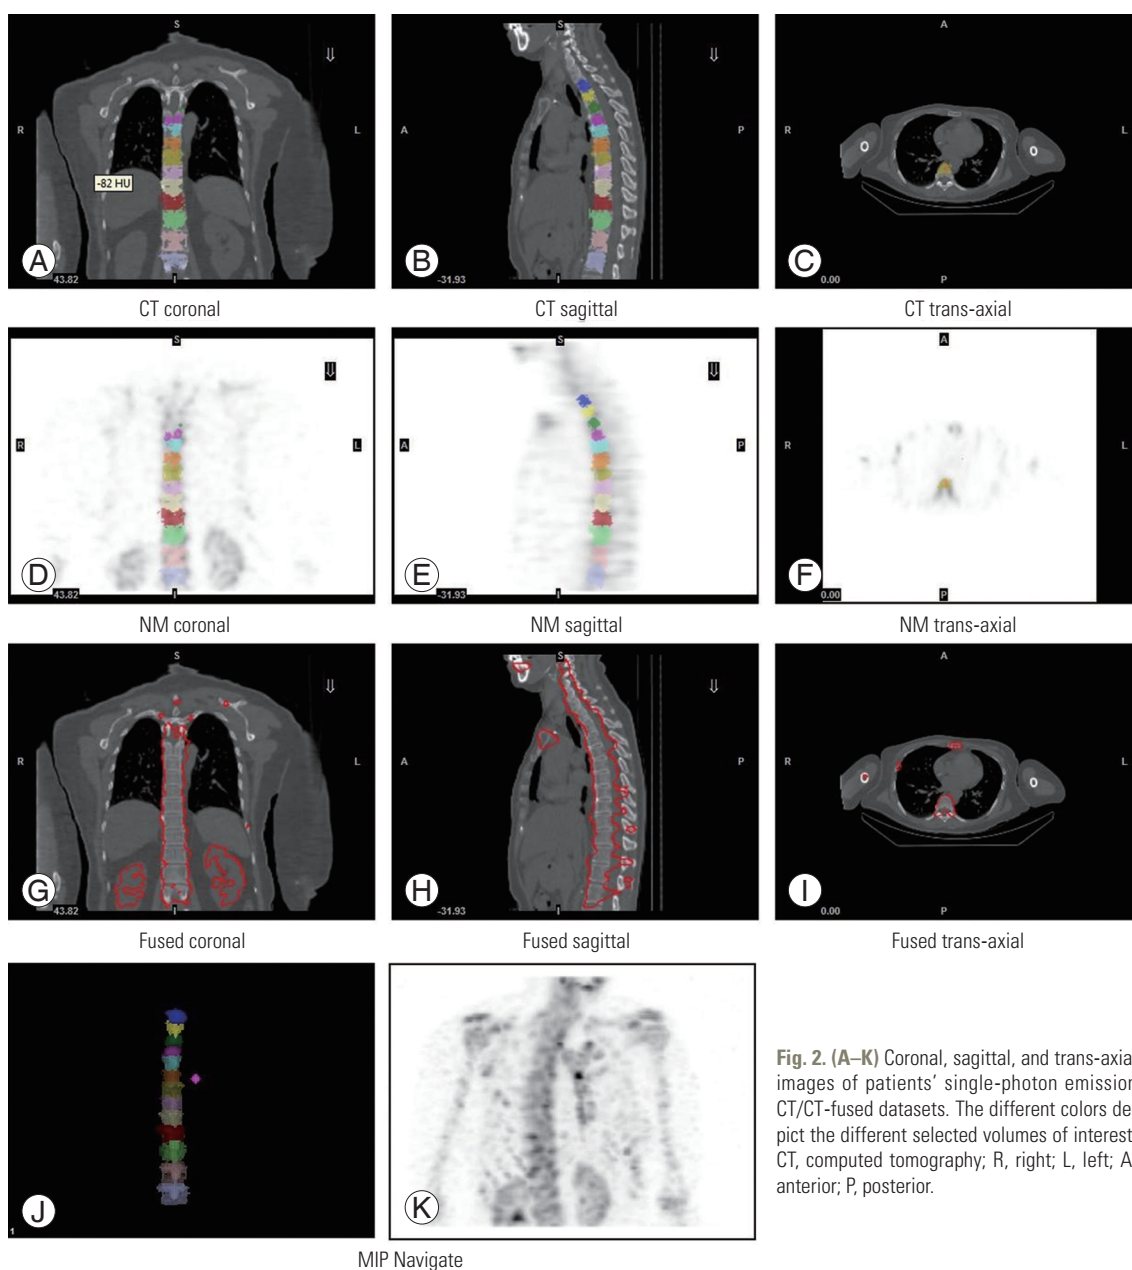 S
R
L
-82 HU
A
43.82
I
CT coronal
S
A
P
B
-31.93
I
CT sagittal
A
R
L
C
0.00
P
CT trans-axial
S
R
L
D
43.82
I
NM coronal
S
A
P
E
-31.93
I
NM sagittal
A
R
L
F
0.00
P
NM trans-axial
S
R
L
G
43.82
I
Fused coronal
S
A
P
H
-31.93
I
Fused sagittal
A
R
L
I
0.00
P
Fused trans-axial
J
1
K
MIP Navigate
Fig. 2. (A–K) Coronal, sagittal, and trans-axia
images of patients’ single-photon emission
CT/CT-fused datasets. The different colors de
pict the different selected volumes of interest
CT, computed tomography; R, right; L, left; A
anterior; P, posterior.